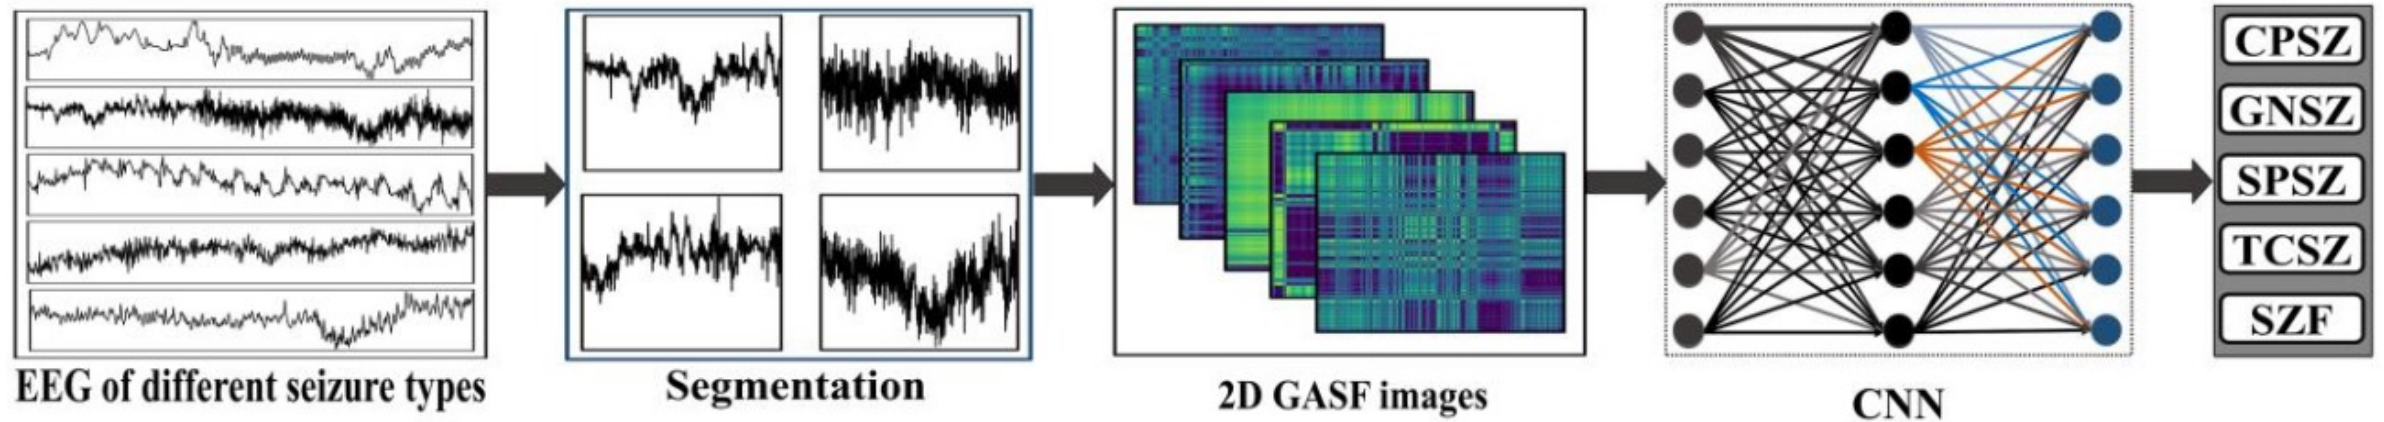 EEG of different seizure types
Segmentation
2D GASF images
CNN
CPSZ
GNSZ
SPSZ
TCSZ
SZF